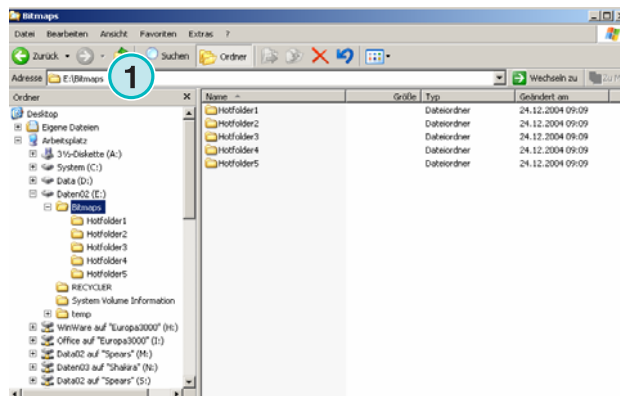 Bitmaps
Datei Bearbeiten Ansicht Favoriten Extras ?
Zurück Suchen Ordner
Adresse E:\Bitmaps Wechseln zu
1
Ordner x Name Größe Typ Geändert am
Desktop Hotfolder1 Dateiordner 24.12.2004 09:09
Eigene Dateien Hotfolder2 Dateiordner 24.12.2004 09:09
Arbeitsplatz Hotfolder3 Dateiordner 24.12.2004 09:09
3½-Diskette (A:) Hotfolder4 Dateiordner 24.12.2004 09:09
System (C:) Hotfolder5 Dateiordner 24.12.2004 09:09
Data (D:)
Daten02 (E:)
Bitmaps
Hotfolder1
Hotfolder2
Hotfolder3
Hotfolder4
Hotfolder5
RECYCLER
System Volume Information
temp
WinWare auf "Europa3000" (H:)
Office auf "Europa3000" (I:)
Data02 auf "Spears" (M:)
Daten03 auf "Shakira" (N:)
Data02 auf "Spears" (S:)